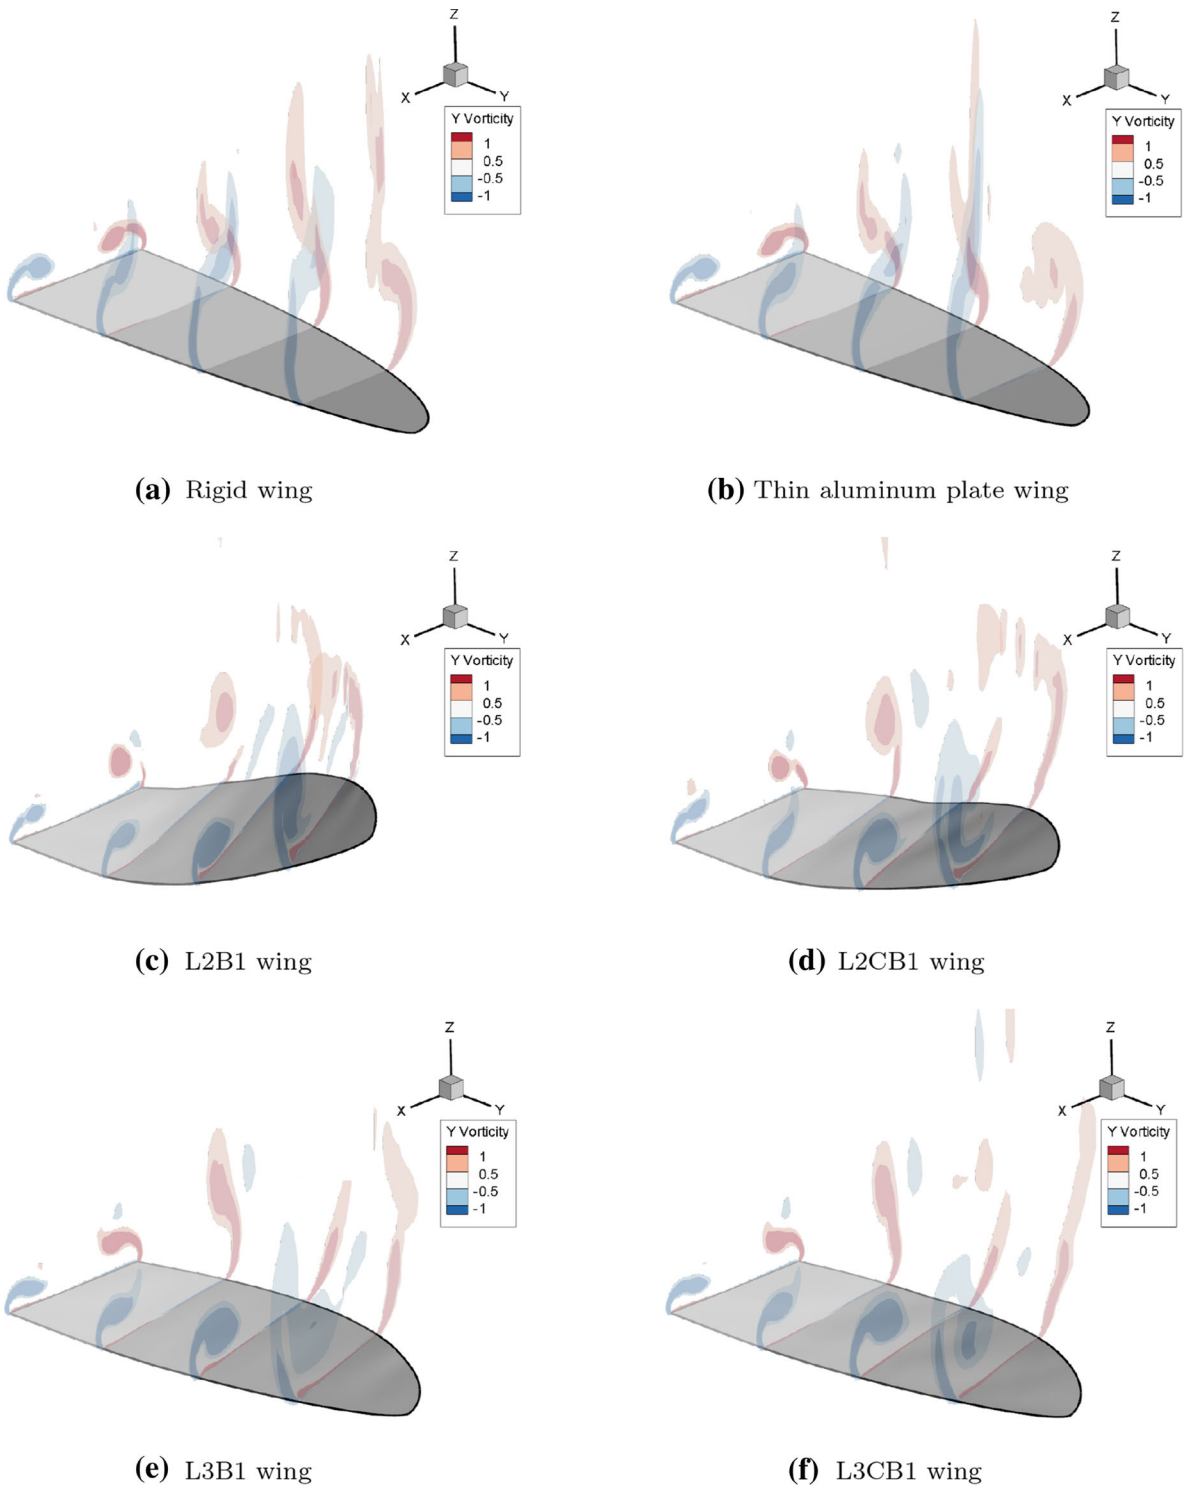 Z
X
Y
Y Vorticity
1
0.5
-0.5
-1
Z
X
Y
Y Vorticity
1
0.5
-0.5
-1
(a) Rigid wing
(b) Thin aluminum plate wing
Z
X
Y
Y Vorticity
1
0.5
-0.5
-1
Z
X
Y
Y Vorticity
1
0.5
-0.5
-1
(c) L2B1 wing
(d) L2CB1 wing
Z
X
Y
Y Vorticity
1
0.5
-0.5
-1
Z
X
Y
Y Vorticity
1
0.5
-0.5
-1
(e) L3B1 wing
(f) L3CB1 wing